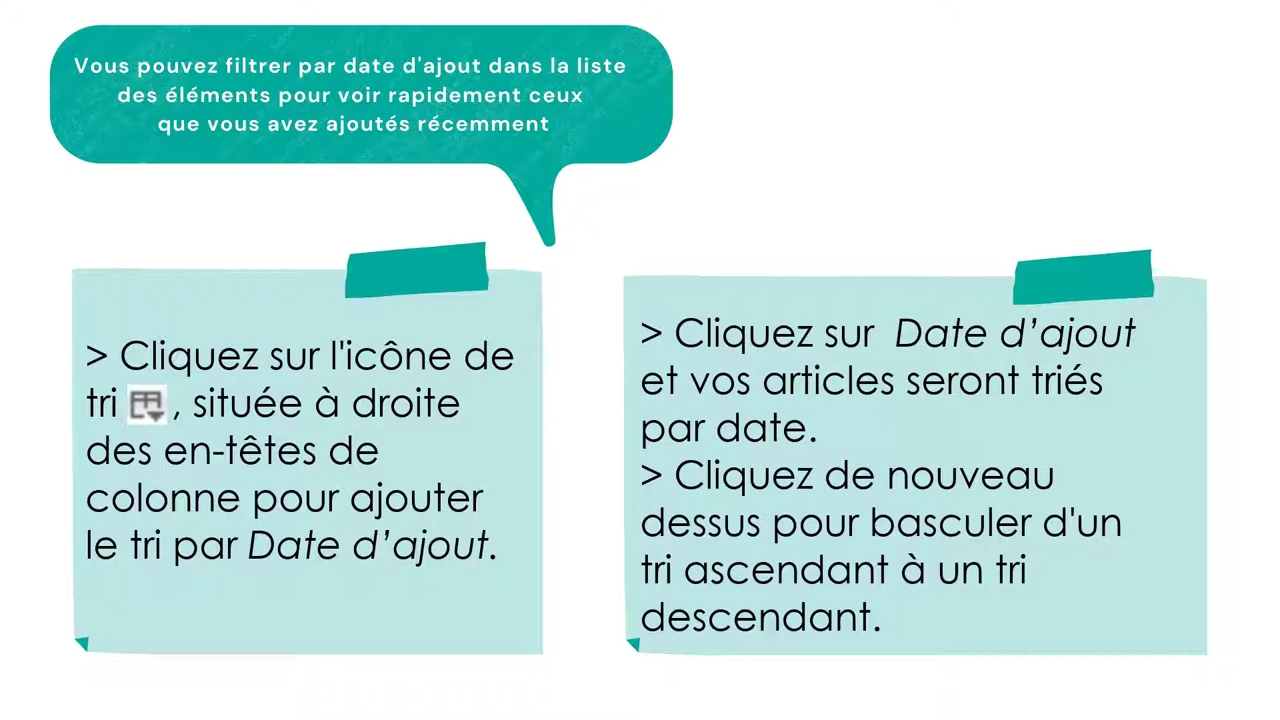 Vous pouvez filtrer par date d'ajout dans la liste
des éléments pour voir rapidement ceux
que vous avez ajoutés récemment
> Cliquez sur l'icône de
tri , située à droite
des en-têtes de
colonne pour ajouter
le tri par Date d’ajout.
> Cliquez sur Date d’ajout
et vos articles seront triés
par date.
> Cliquez de nouveau
dessus pour basculer d'un
tri ascendant à un tri
descendant.